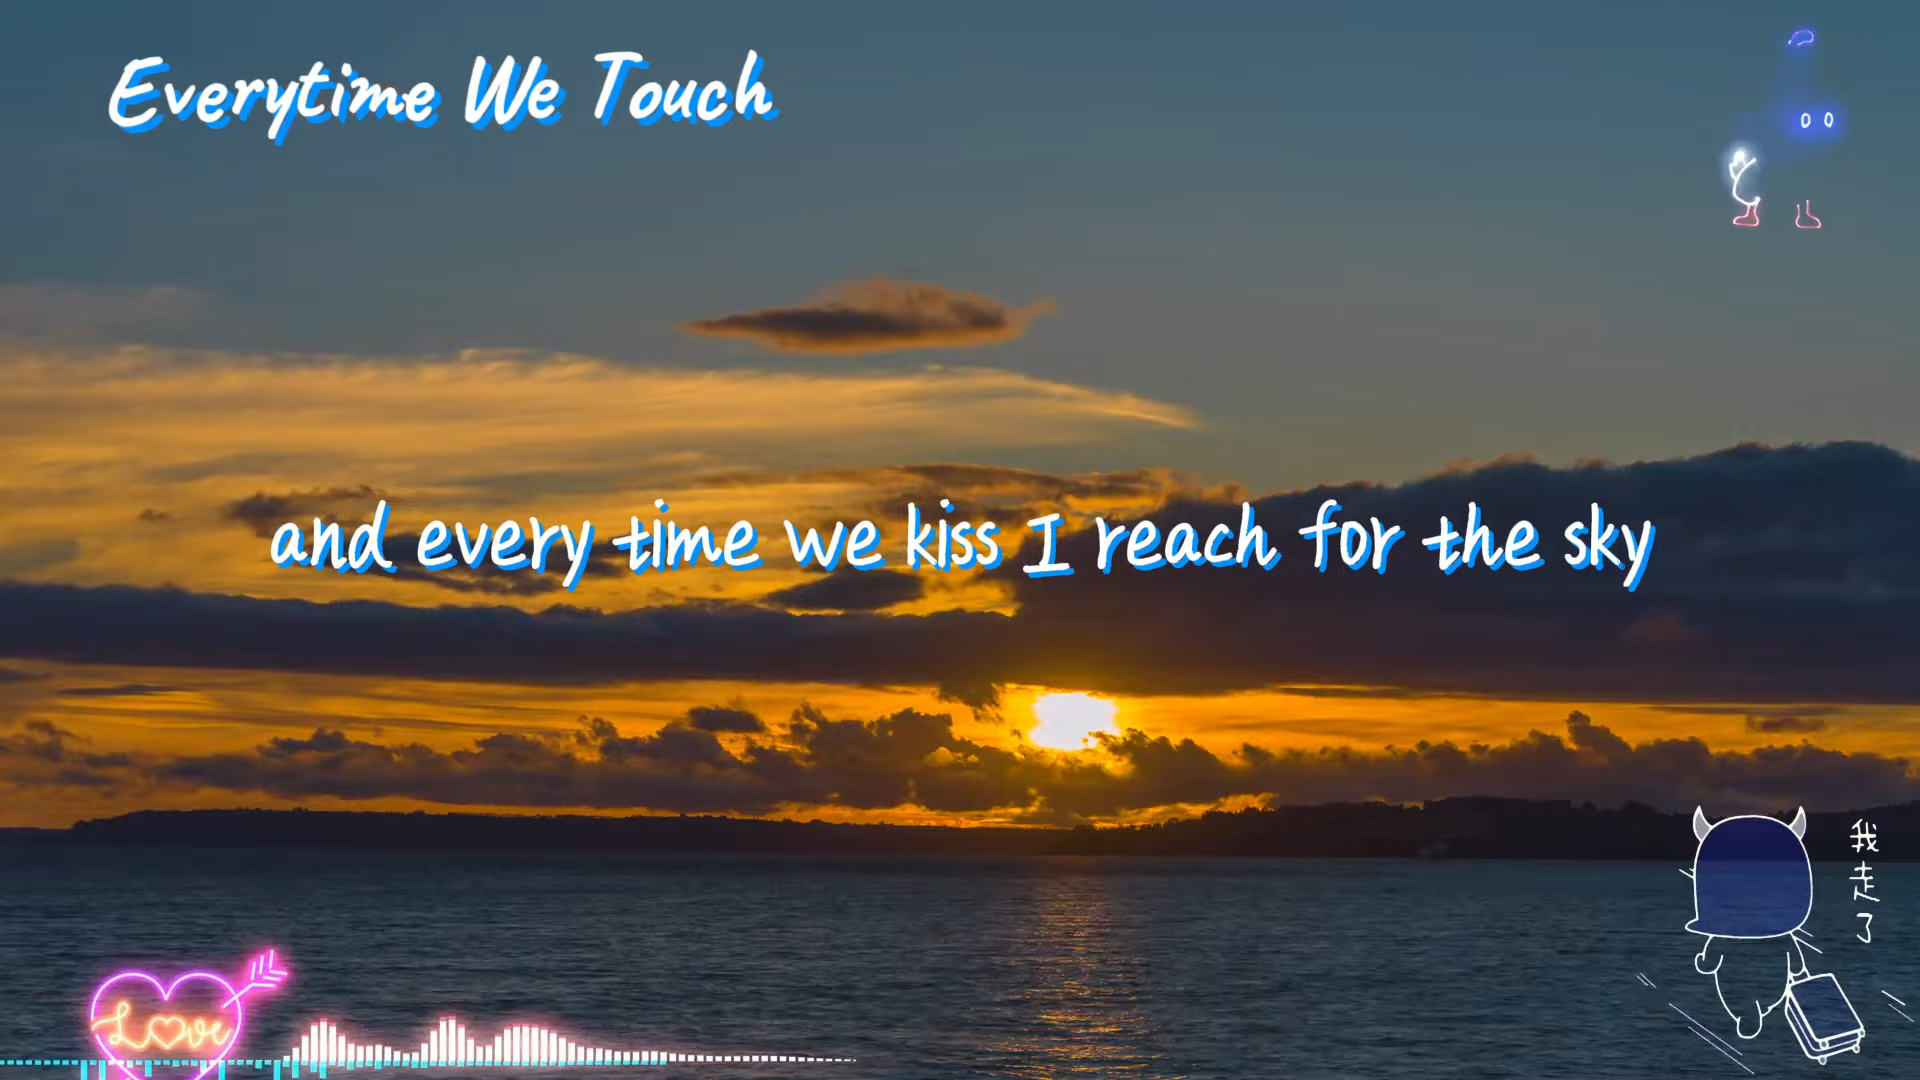 Everytime We Touch
and every time we kiss I reach for the sky
我走了
Love